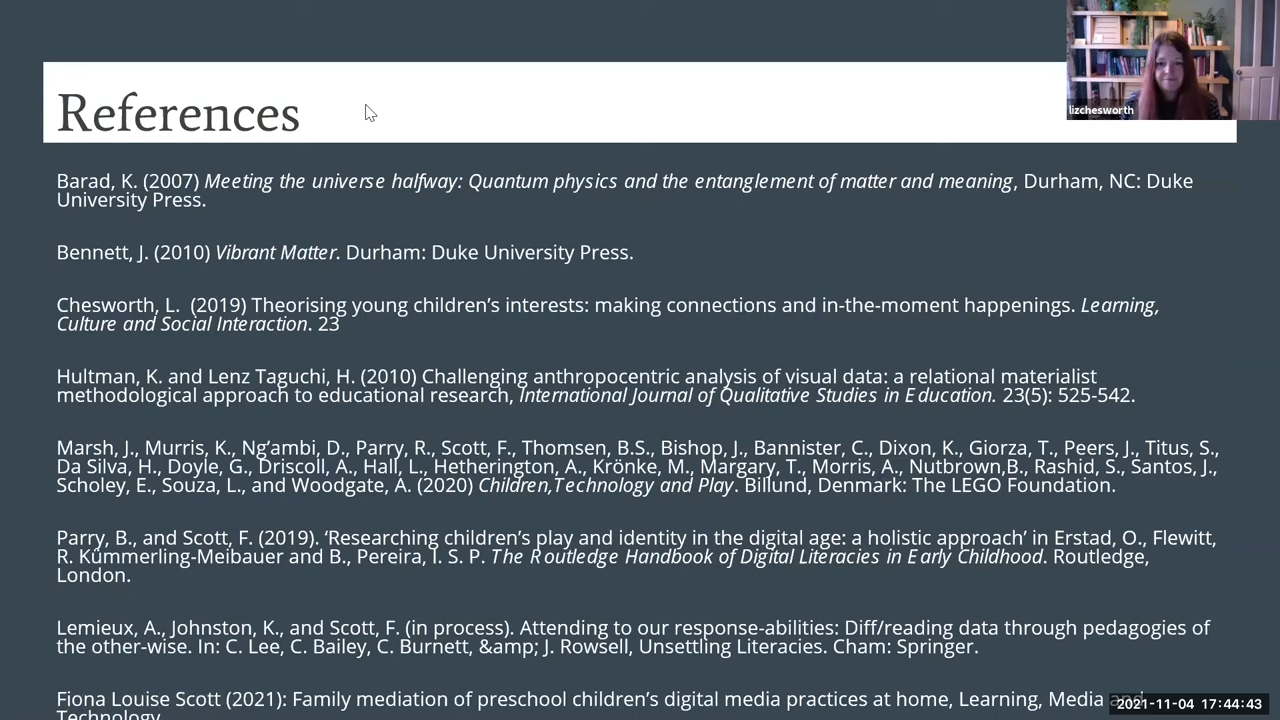 References
lizchesworth
Barad, K. (2007) Meeting the universe halfway: Quantum physics and the entanglement of matter and meaning, Durham, NC: Duke
University Press.
Bennett, J. (2010) Vibrant Matter. Durham: Duke University Press.
Chesworth, L.  (2019) Theorising young children’s interests: making connections and in-the-moment happenings. Learning,
Culture and Social Interaction. 23
Hultman, K. and Lenz Taguchi, H. (2010) Challenging anthropocentric analysis of visual data: a relational materialist
methodological approach to educational research, International Journal of Qualitative Studies in Education. 23(5): 525-542.
Marsh, J., Murris, K., Ng’ambi, D., Parry, R., Scott, F., Thomsen, B.S., Bishop, J., Bannister, C., Dixon, K., Giorza, T., Peers, J., Titus, S.,
Da Silva, H., Doyle, G., Driscoll, A., Hall, L., Hetherington, A., Krönke, M., Margary, T., Morris, A., Nutbrown,B., Rashid, S., Santos, J.,
Scholey, E., Souza, L., and Woodgate, A. (2020) Children,Technology and Play. Billund, Denmark: The LEGO Foundation.
Parry, B., and Scott, F. (2019). ‘Researching children’s play and identity in the digital age: a holistic approach’ in Erstad, O., Flewitt,
R. Kümmerling-Meibauer and B., Pereira, I. S. P. The Routledge Handbook of Digital Literacies in Early Childhood. Routledge,
London.
Lemieux, A., Johnston, K., and Scott, F. (in process). Attending to our response-abilities: Diff/reading data through pedagogies of
the other-wise. In: C. Lee, C. Bailey, C. Burnett, &amp; J. Rowsell, Unsettling Literacies. Cham: Springer.
Fiona Louise Scott (2021): Family mediation of preschool children’s digital media practices at home, Learning, Media and
Technology
2021-11-04 17:44:43